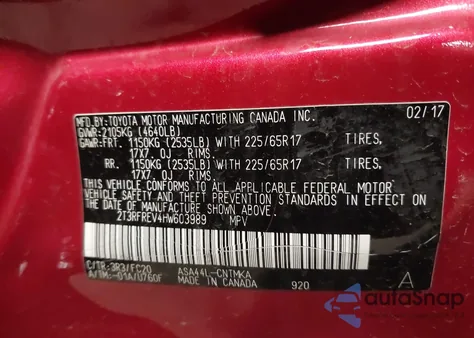 MFD. BY: TOYOTA MOTOR MANUFACTURING CANADA INC. 02/17
GVWR: 2105KG (4640LB)
GAWR: FRT. 1150KG (2535LB) WITH 225/65R17 TIRES,
17X7.0J RIMS.
RR. 1150KG (2535LB) WITH 225/65R17 TIRES,
17X7.0J RIMS.
THIS VEHICLE CONFORMS TO ALL APPLICABLE FEDERAL MOTOR
VEHICLE SAFETY AND THEFT PREVENTION STANDARDS IN EFFECT
ON THE DATE OF MANUFACTURE SHOWN ABOVE.
2T3RFREV4HW603989 MPV
C/TR: 3R3/FC20 ASA44L-CNTMKA
A/TM: -01A/U760F MADE IN CANADA 920 A
autoSnap